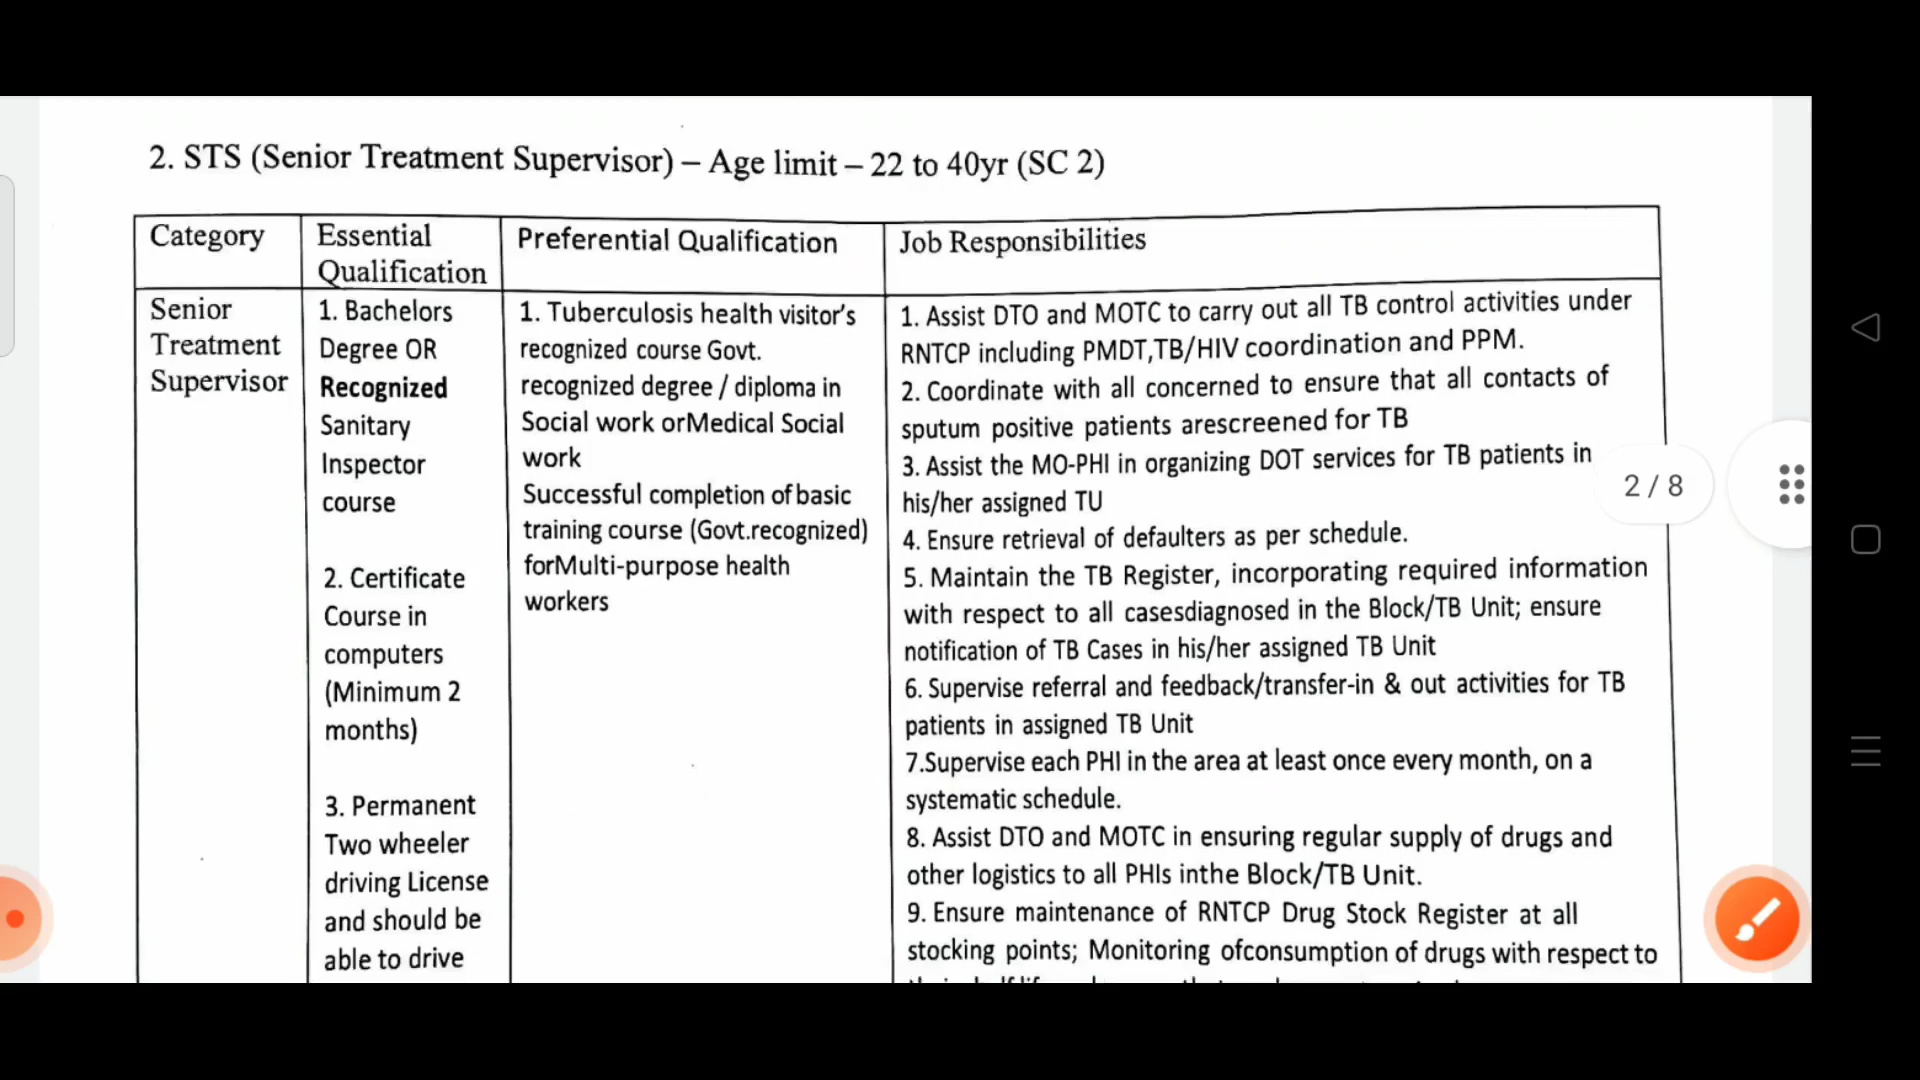 2. STS (Senior Treatment Supervisor) – Age limit – 22 to 40yr (SC 2)
Category
Essential
Qualification
Preferential Qualification
Job Responsibilities
Senior
Treatment
Supervisor
1. Bachelors
Degree OR
Recognized
Sanitary
Inspector
course
2. Certificate
Course in
computers
(Minimum 2
months)
3. Permanent
Two wheeler
driving License
and should be
able to drive
1. Tuberculosis health visitor's
recognized course Govt.
recognized degree / diploma in
Social work orMedical Social
work
Successful completion of basic
training course (Govt.recognized)
forMulti-purpose health
workers
1. Assist DTO and MOTC to carry out all TB control activities under
RNTCP including PMDT,TB/HIV coordination and PPM.
2. Coordinate with all concerned to ensure that all contacts of
sputum positive patients arescreened for TB
3. Assist the MO-PHI in organizing DOT services for TB patients in
his/her assigned TU
4. Ensure retrieval of defaulters as per schedule.
5. Maintain the TB Register, incorporating required information
with respect to all casesdiagnosed in the Block/TB Unit; ensure
notification of TB Cases in his/her assigned TB Unit
6. Supervise referral and feedback/transfer-in & out activities for TB
patients in assigned TB Unit
7.Supervise each PHI in the area at least once every month, on a
systematic schedule.
8. Assist DTO and MOTC in ensuring regular supply of drugs and
other logistics to all PHIs inthe Block/TB Unit.
9. Ensure maintenance of RNTCP Drug Stock Register at all
stocking points; Monitoring ofconsumption of drugs with respect to
2 / 8